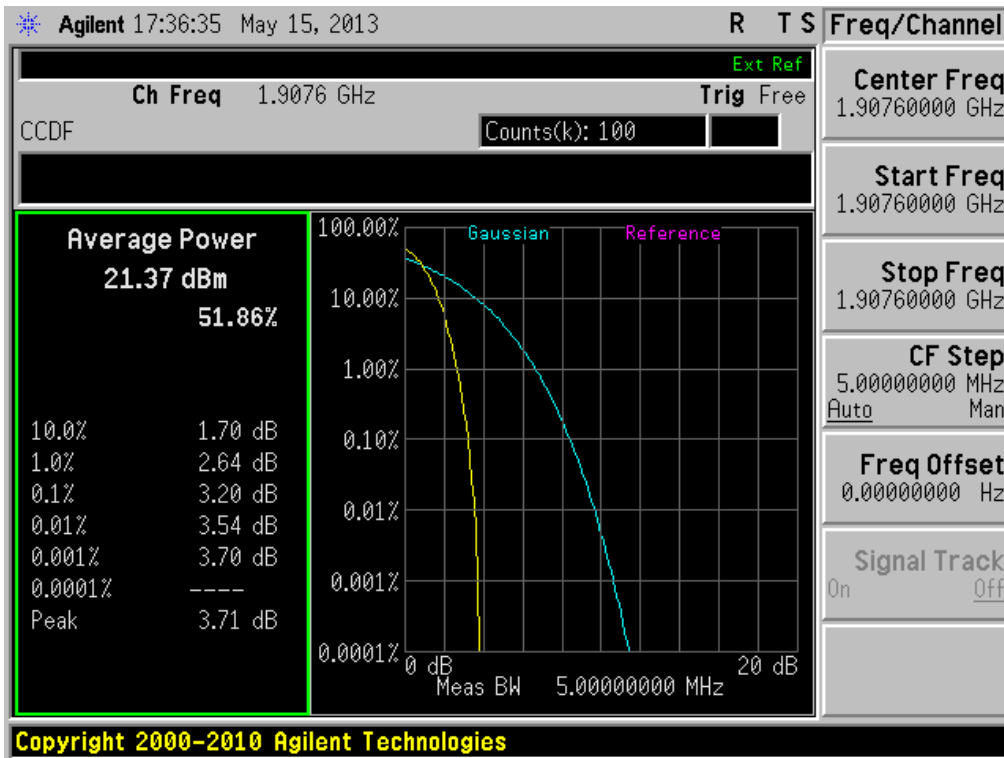 Agilent 17:36:35 May 15, 2013 R T S
Ext Ref
Ch Freq 1.9076 GHz Trig Free
CCDF Counts(k): 100
Average Power
21.37 dBm
51.86%
10.0% 1.70 dB
1.0% 2.64 dB
0.1% 3.20 dB
0.01% 3.54 dB
0.001% 3.70 dB
0.0001% ----
Peak 3.71 dB
100.00%
Gaussian Reference
10.00%
1.00%
0.10%
0.01%
0.001%
0.0001%
0 dB 20 dB
Meas BW 5.00000000 MHz
Freq/Channel
Center Freq
1.90760000 GHz
Start Freq
1.90760000 GHz
Stop Freq
1.90760000 GHz
CF Step
5.00000000 MHz
Auto Man
Freq Offset
0.00000000 Hz
Signal Track
On Off
Copyright 2000-2010 Agilent Technologies